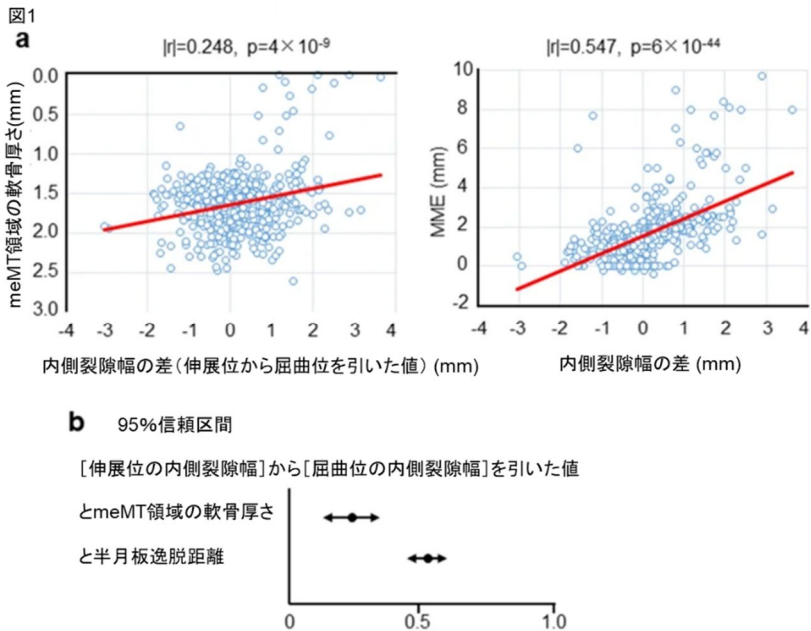 図1
a
|r|=0.248, p=4×10⁻⁹
|r|=0.547, p=6×10⁻⁴⁴
meMT領域の軟骨厚さ(mm)
0.0
0.5
1.0
1.5
2.0
2.5
3.0
-4 -3 -2 -1 0 1 2 3 4
内側裂隙幅の差(伸展位から屈曲位を引いた値) (mm)
MME (mm)
10
8
6
4
2
0
-2
-4 -3 -2 -1 0 1 2 3 4
内側裂隙幅の差 (mm)
b 95%信頼区間
[伸展位の内側裂隙幅]から[屈曲位の内側裂隙幅]を引いた値
とmeMT領域の軟骨厚さ
と半月板逸脱距離
0 0.5 1.0